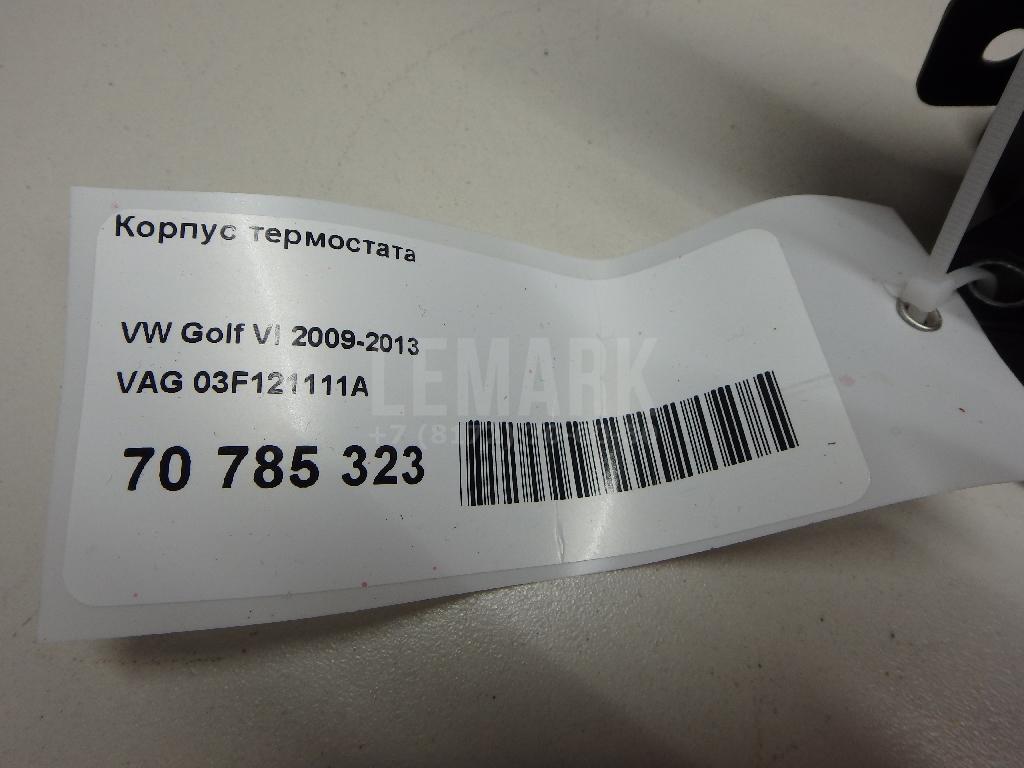 Корпус термостата
VW Golf VI 2009-2013
VAG 03F121111A
LEMARK
70 785 323